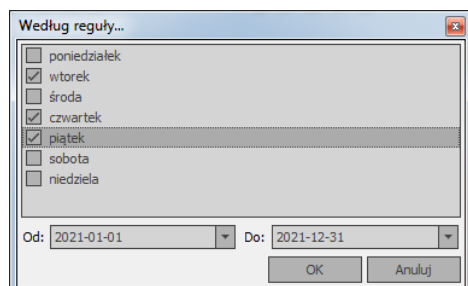 Według reguły...
poniedziałek
wtorek
środa
czwartek
piątek
sobota
niedziela
Od: 2021-01-01 Do: 2021-12-31
OK Anuluj